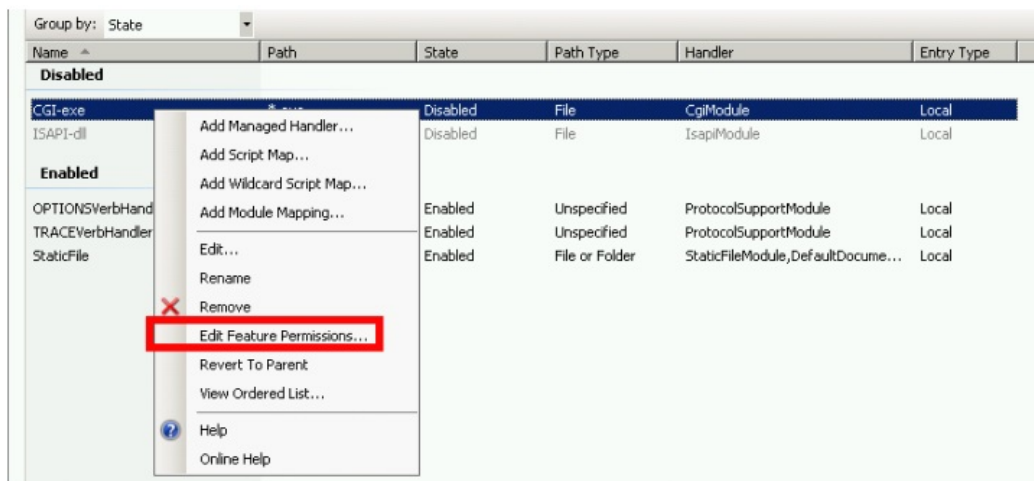 Group by: State
Name Path State Path Type Handler Entry Type
Disabled
CGI-exe Disabled File CgiModule Local
ISAPI-dll Disabled File IsapiModule Local
Enabled
OPTIONSVerbHand Enabled Unspecified ProtocolSupportModule Local
TRACEVerbHandler Enabled Unspecified ProtocolSupportModule Local
StaticFile Enabled File or Folder StaticFileModule,DefaultDocume... Local
Add Managed Handler...
Add Script Map...
Add Wildcard Script Map...
Add Module Mapping...
Edit...
Rename
Remove
Edit Feature Permissions...
Revert To Parent
View Ordered List...
Help
Online Help